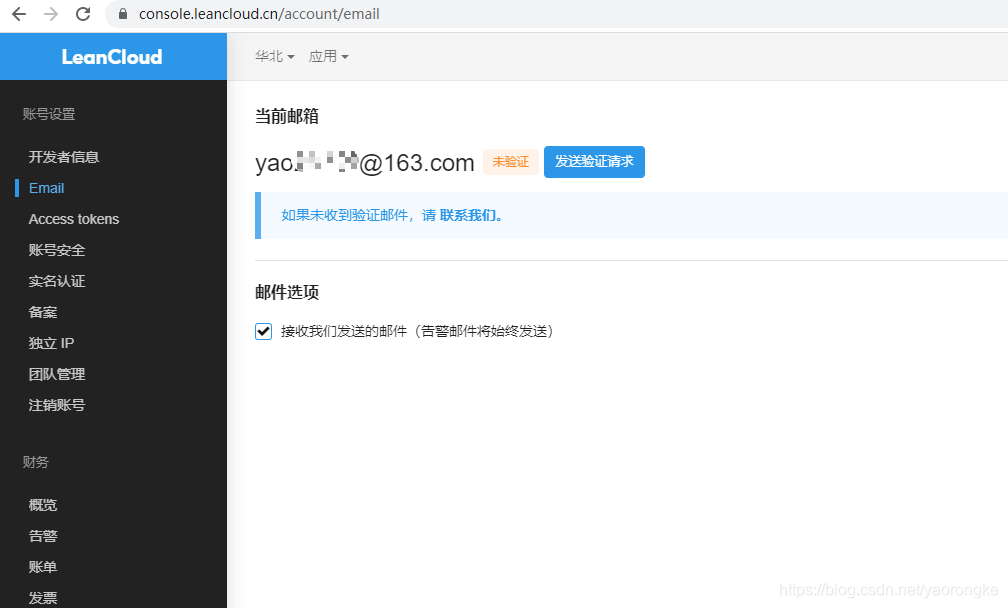 console.leancloud.cn/account/email
LeanCloud
华北 应用
账号设置
开发者信息
Email
Access tokens
账号安全
实名认证
备案
独立 IP
团队管理
注销账号
财务
概览
告警
账单
发票
当前邮箱
yao @163.com 未验证 发送验证请求
如果未收到验证邮件，请 联系我们。
邮件选项
接收我们发送的邮件（告警邮件将始终发送）
https://blog.csdn.net/yaorongke